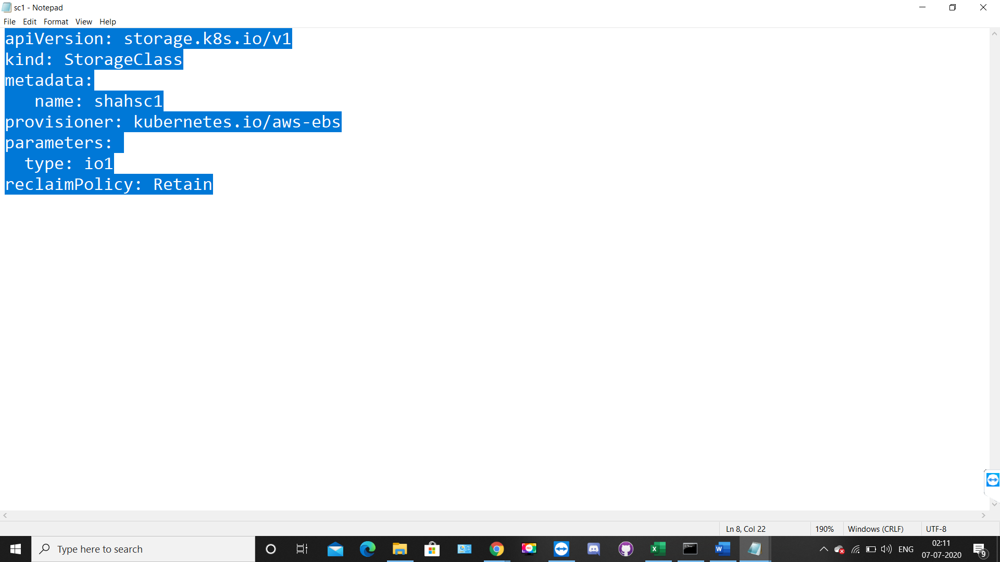 sc1 - Notepad
File Edit Format View Help
apiVersion: storage.k8s.io/v1
kind: StorageClass
metadata:
   name: shahsc1
provisioner: kubernetes.io/aws-ebs
parameters:
  type: io1
reclaimPolicy: Retain
Ln 8, Col 22 190% Windows (CRLF) UTF-8
Type here to search
ENG
02:11
07-07-2020
9